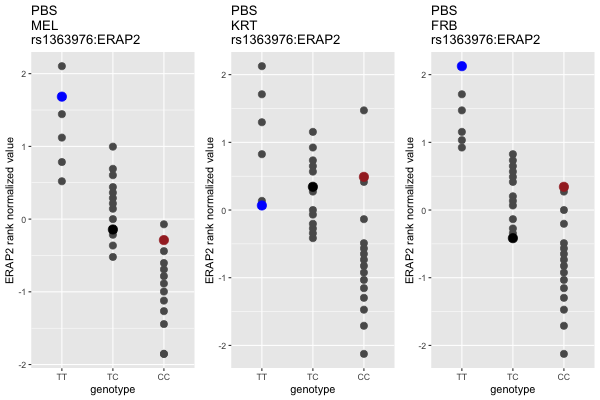 PBS
MEL
rs1363976:ERAP2
ERAP2 rank normalized value
2
1
0
-1
-2
TT
TC
CC
genotype
PBS
KRT
rs1363976:ERAP2
ERAP2 rank normalized value
2
1
0
-1
-2
TT
TC
CC
genotype
PBS
FRB
rs1363976:ERAP2
ERAP2 rank normalized value
2
1
0
-1
-2
TT
TC
CC
genotype